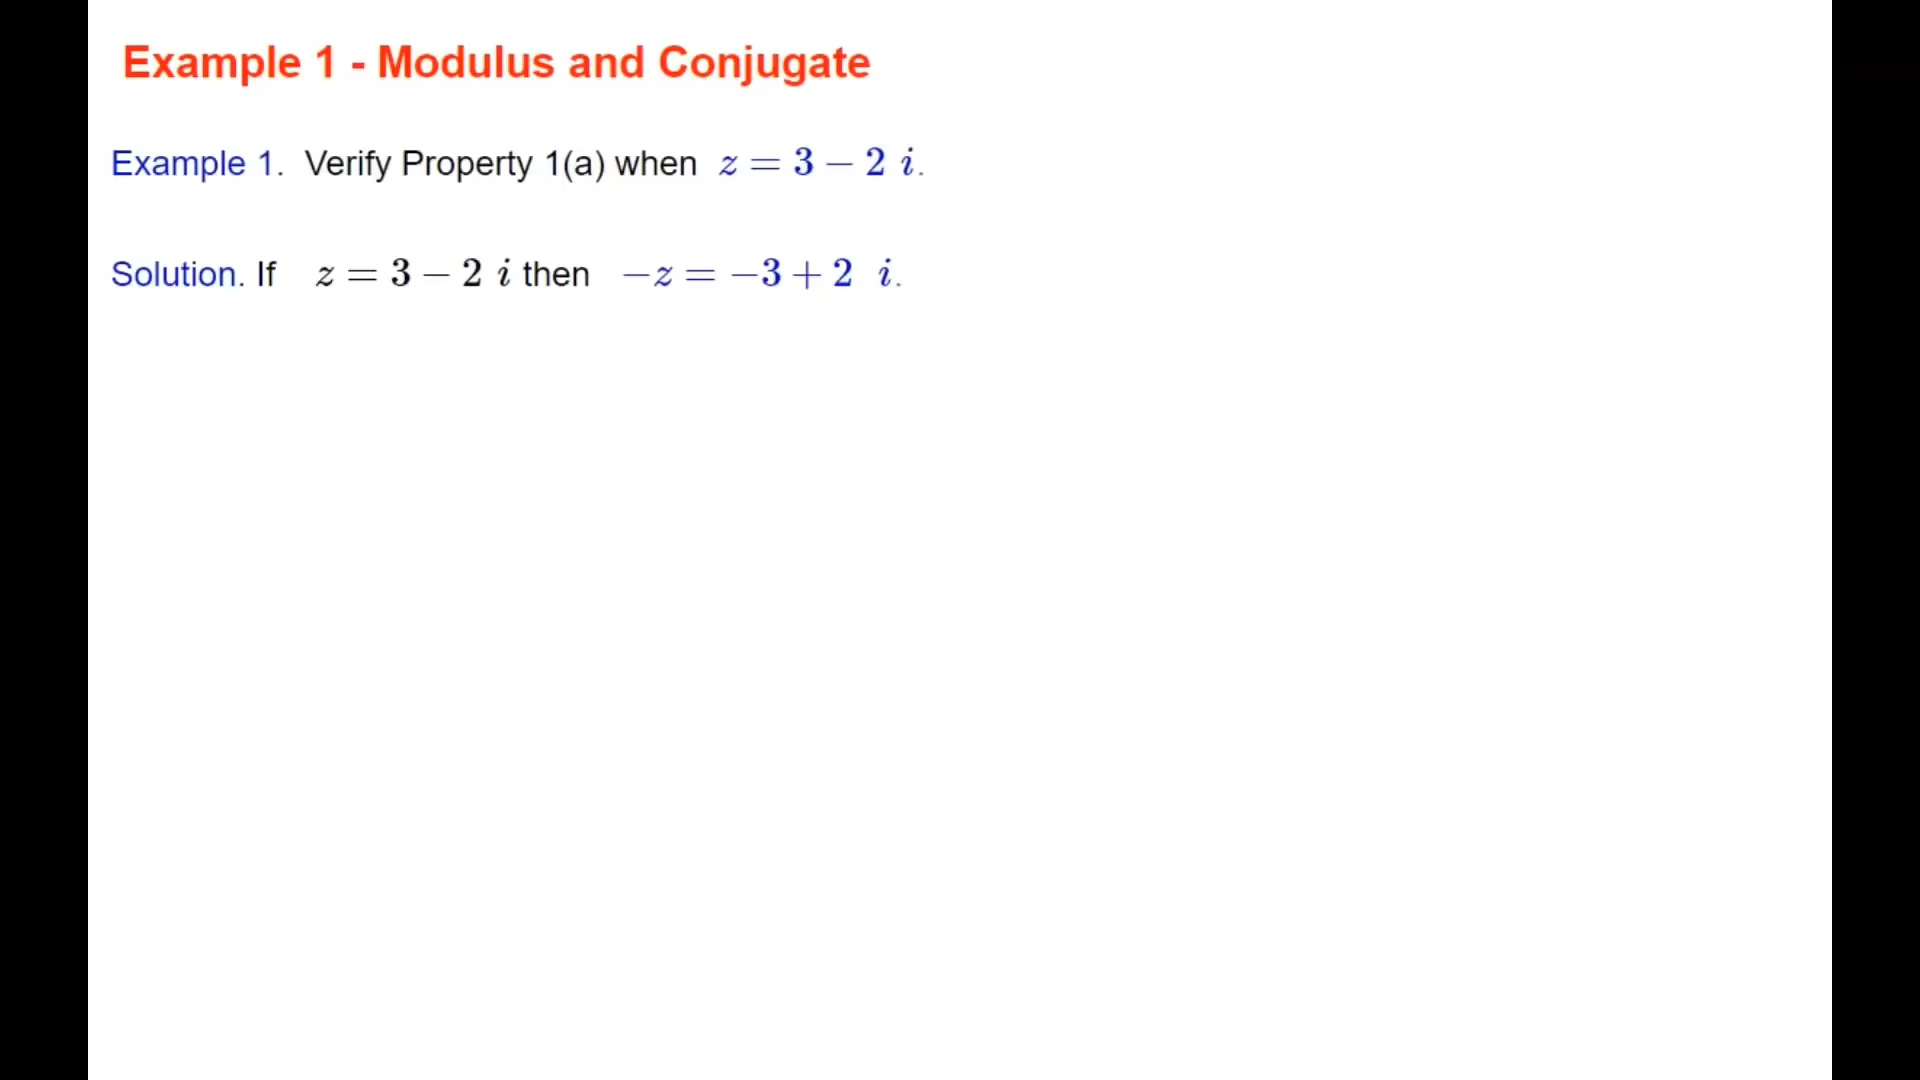 Example 1 - Modulus and Conjugate
Example 1. Verify Property 1(a) when z = 3 − 2 i.
Solution. If z = 3 − 2 i then −z = −3 + 2 i.